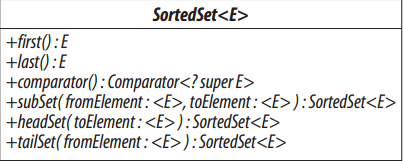 SortedSet<E>
+first() : E
+last() : E
+comparator() : Comparator<? super E>
+subSet( fromElement : <E>, toElement : <E> ) : SortedSet<E>
+headSet( toElement : <E> ) : SortedSet<E>
+tailSet( fromElement : <E> ) : SortedSet<E>